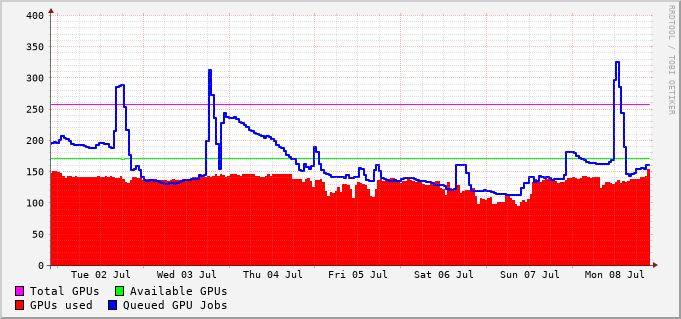 RRDTOOL / TOBI OETIKER
400
350
300
250
200
150
100
50
0
Tue 02 Jul Wed 03 Jul Thu 04 Jul Fri 05 Jul Sat 06 Jul Sun 07 Jul Mon 08 Jul
Total GPUs Available GPUs
GPUs used Queued GPU Jobs